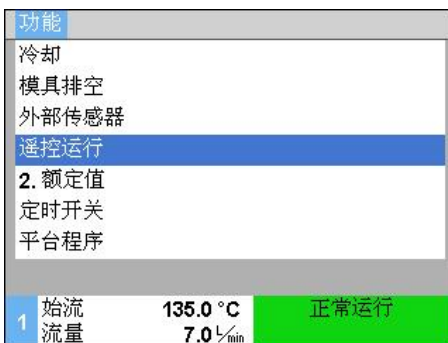 功能
冷却
模具排空
外部传感器
遥控运行
2. 额定值
定时开关
平台程序
1 始流 135.0 °C 正常运行
流量 7.0 L/min